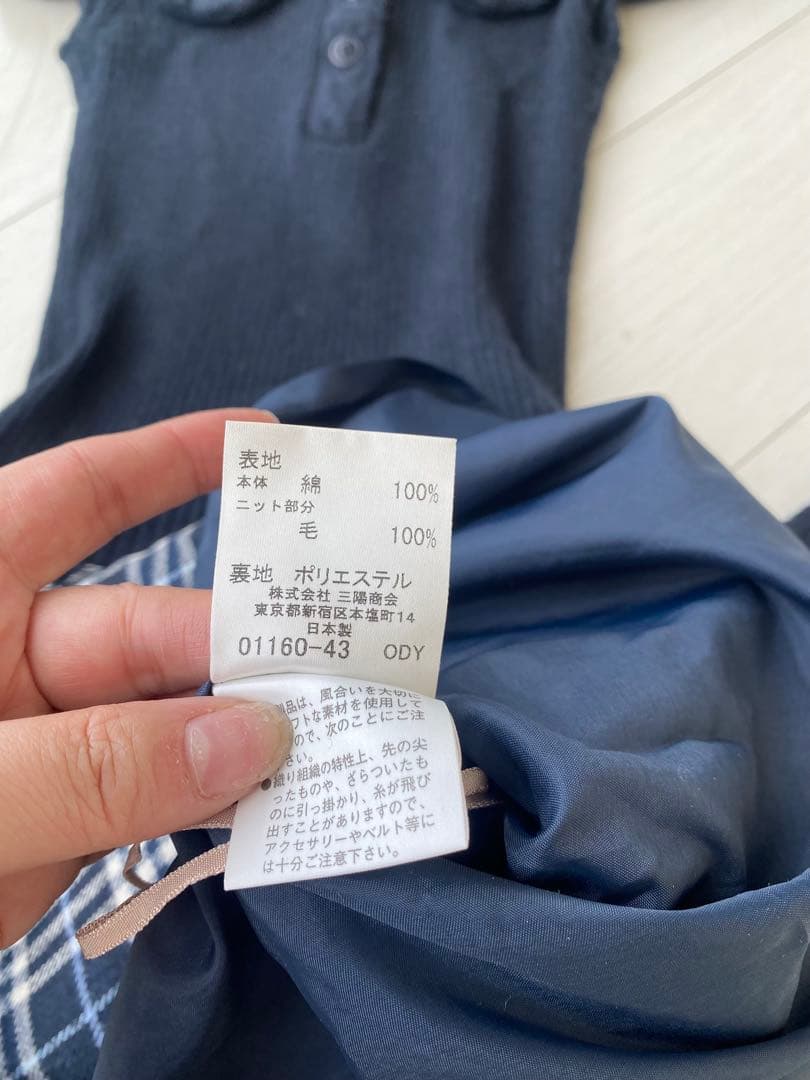 表地
本体 綿 100%
ニット部分
毛 100%
裏地 ポリエステル
株式会社 三陽商会
東京都新宿区本塩町14
日本製
01160-43 ODY
製品は、風合いを大切に
フトな素材を使用して
ので、次のことにご注
さい。
●織り組織の特性上、先の尖
ったものや、ざらついたも
のに引っ掛かり、糸が飛び
出すことがありますので、
アクセサリーやベルト等に
は十分ご注意下さい。